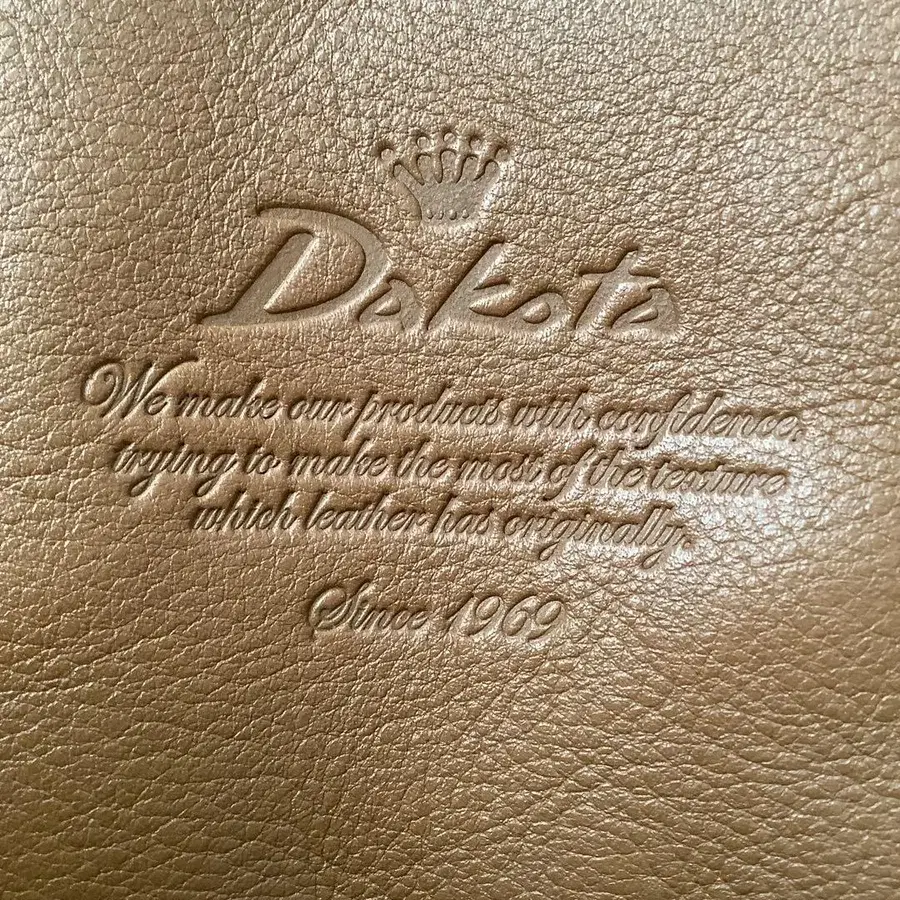 Dakota
We make our products with confidence,
trying to make the most of the texture
which leather has originally.
Since 1969